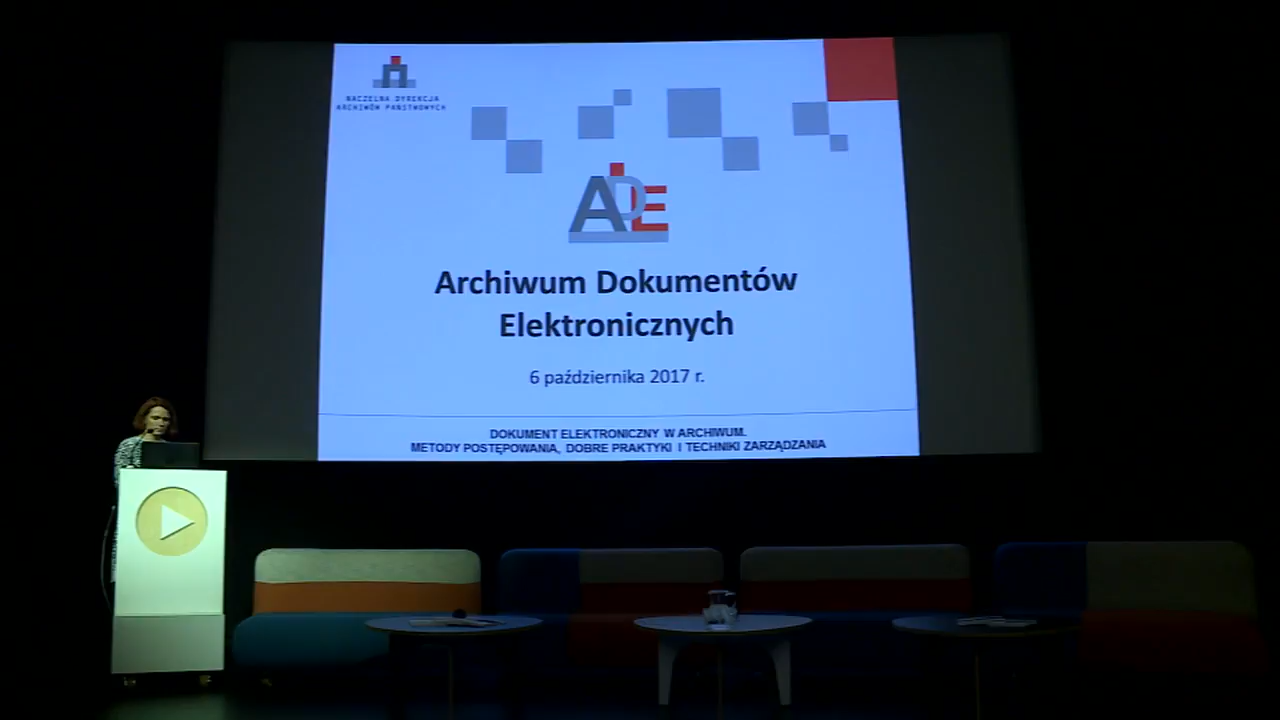 NACZELNA DYREKCJA
ARCHIWÓW PAŃSTWOWYCH
ADE
Archiwum Dokumentów
Elektronicznych
6 października 2017 r.
DOKUMENT ELEKTRONICZNY W ARCHIWUM.
METODY POSTĘPOWANIA, DOBRE PRAKTYKI I TECHNIKI ZARZĄDZANIA